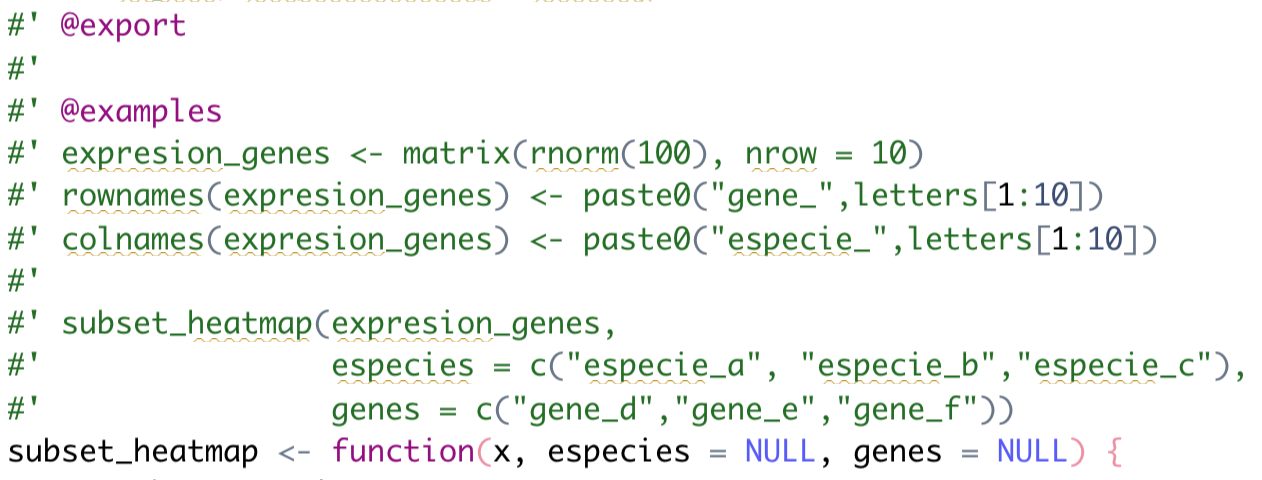 #' @export
#'
#' @examples
#' expresion_genes <- matrix(rnorm(100), nrow = 10)
#' rownames(expresion_genes) <- paste0("gene_",letters[1:10])
#' colnames(expresion_genes) <- paste0("especie_",letters[1:10])
#'
#' subset_heatmap(expresion_genes,
#'                especies = c("especie_a", "especie_b","especie_c"),
#'                genes = c("gene_d","gene_e","gene_f"))
subset_heatmap <- function(x, especies = NULL, genes = NULL) {